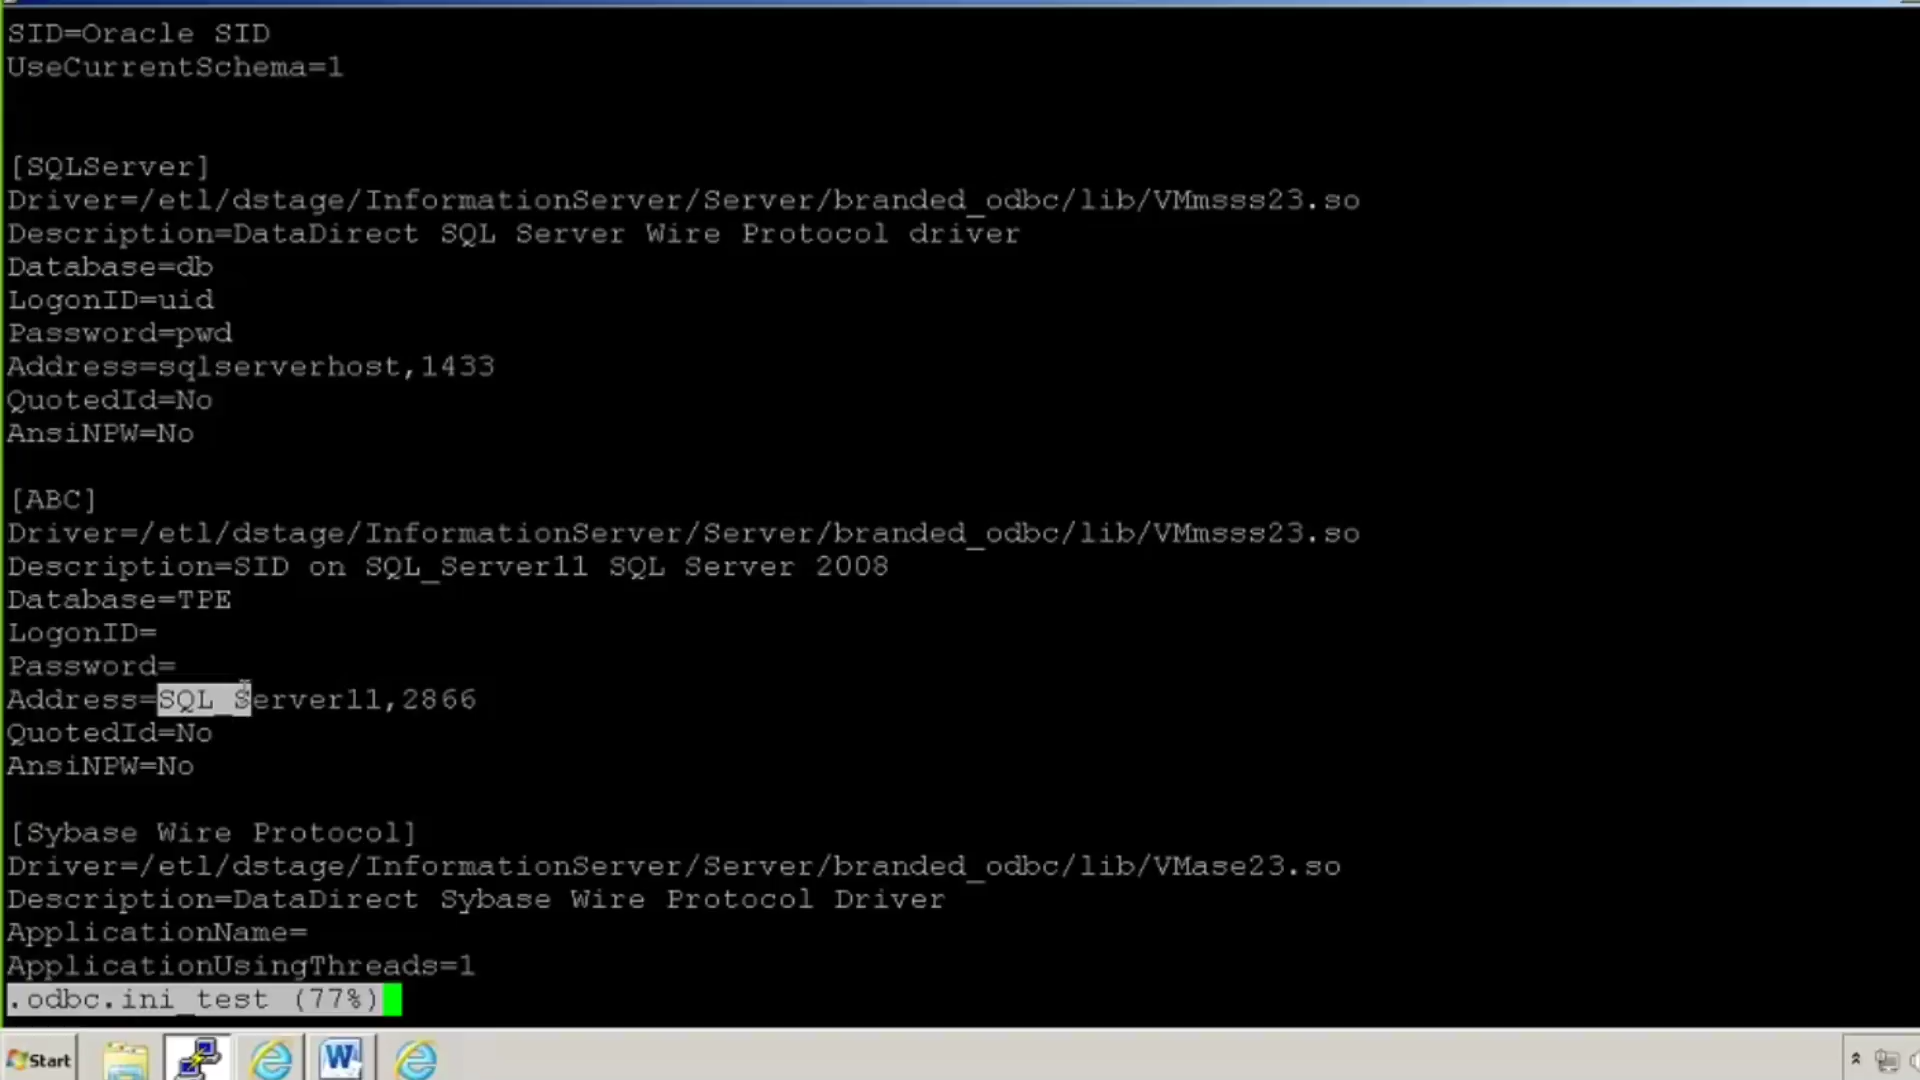 SID=Oracle SID
UseCurrentSchema=1
[SQLServer]
Driver=/etl/dstage/InformationServer/Server/branded_odbc/lib/VMmsss23.so
Description=DataDirect SQL Server Wire Protocol driver
Database=db
LogonID=uid
Password=pwd
Address=sqlserverhost,1433
QuotedId=No
AnsiNPW=No
[ABC]
Driver=/etl/dstage/InformationServer/Server/branded_odbc/lib/VMmsss23.so
Description=SID on SQL_Server11 SQL Server 2008
Database=TPE
LogonID=
Password=
Address=SQL_Server11,2866
QuotedId=No
AnsiNPW=No
[Sybase Wire Protocol]
Driver=/etl/dstage/InformationServer/Server/branded_odbc/lib/VMase23.so
Description=DataDirect Sybase Wire Protocol Driver
ApplicationName=
ApplicationUsingThreads=1
.odbc.ini_test (77%)
Start